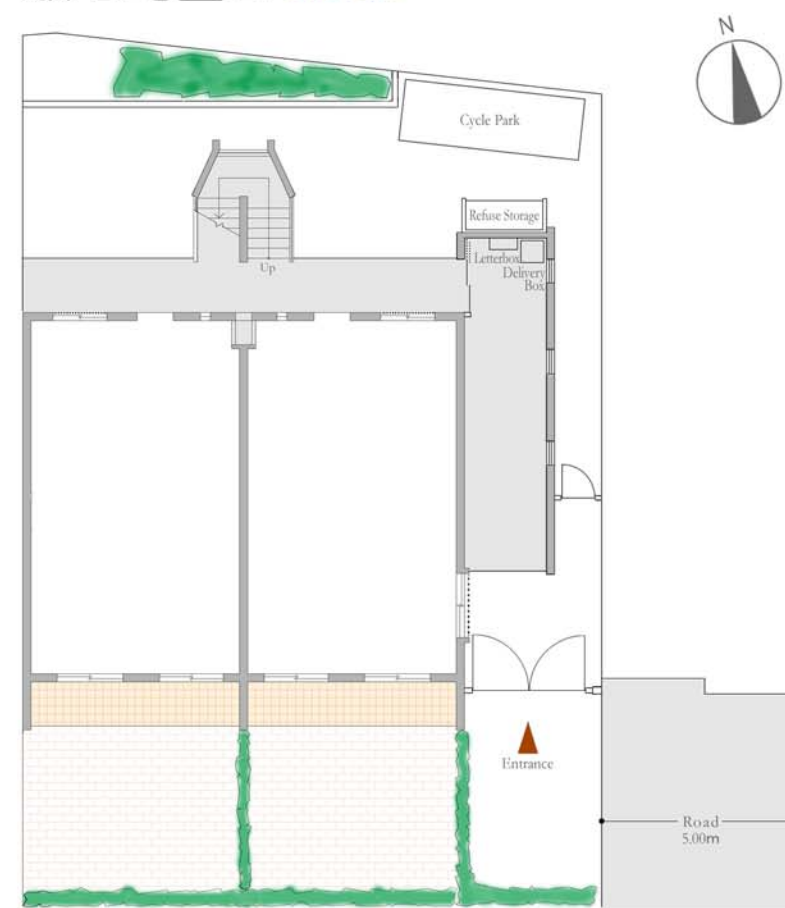 N
Cycle Park
Refuse Storage
Letterbox
Delivery
Box
Up
Entrance
Road
5.00m